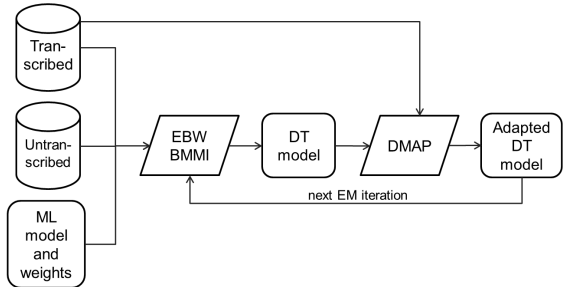 Tran-
scribed
Untran-
scribed
ML
model
and
weights
EBW
BMMI
DT
model
DMAP
Adapted
DT
model
next EM iteration